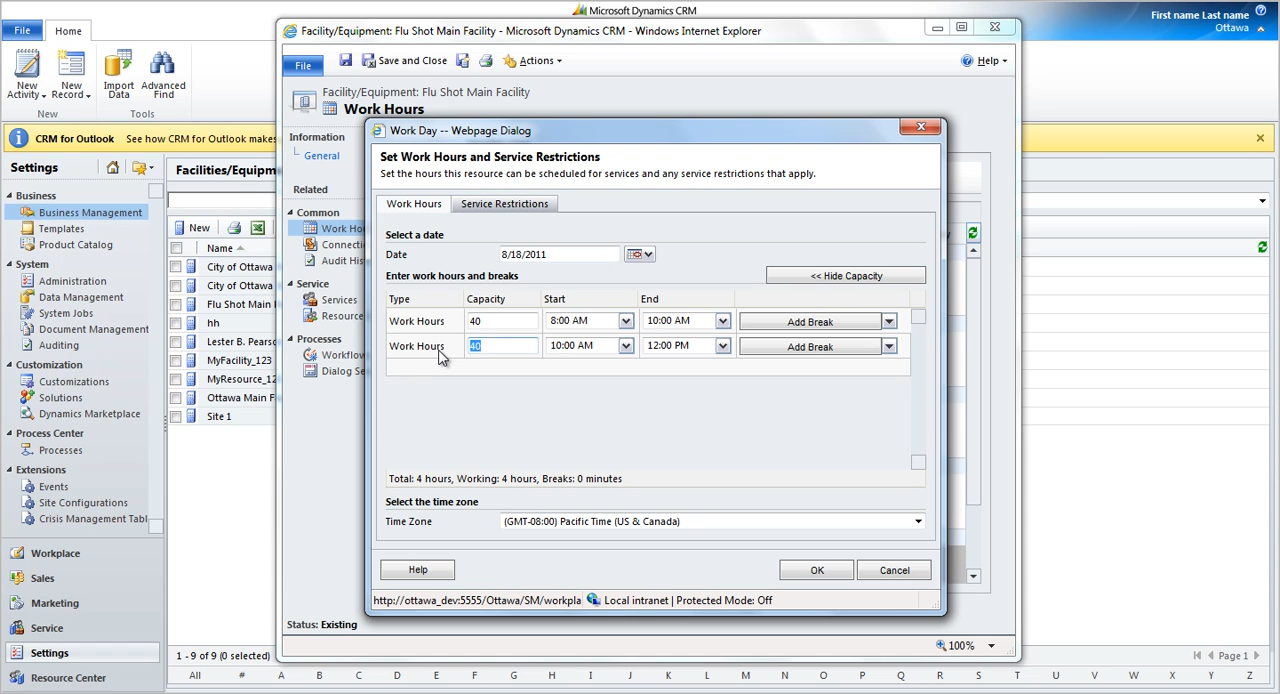 Microsoft Dynamics CRM
First name Last name
Ottawa
File
Home
New
Activity
New
Record
Import
Data
Advanced
Find
New
Tools
CRM for Outlook See how CRM for Outlook makes
Settings
Business
Business Management
Templates
Product Catalog
System
Administration
Data Management
System Jobs
Document Management
Auditing
Customization
Customizations
Solutions
Dynamics Marketplace
Process Center
Processes
Extensions
Events
Site Configurations
Crisis Management Tabl
Workplace
Sales
Marketing
Service
Settings
Resource Center
Facilities/Equipm
New
Name
City of Ottawa
City of Ottawa
Flu Shot Main
hh
Lester B. Pearso
MyFacility_123
MyResource_12
Ottawa Main F
Site 1
1 - 9 of 9 (0 selected)
Page 1
All # A B C D E F G H I J K L M N O P Q R S T U V W X Y Z
Facility/Equipment: Flu Shot Main Facility - Microsoft Dynamics CRM - Windows Internet Explorer
File
Save and Close
Actions
Help
Facility/Equipment: Flu Shot Main Facility
Work Hours
Information
General
Related
Common
Work Ho
Connecti
Audit His
Service
Services
Resource
Processes
Workflow
Dialog Se
Status: Existing
100%
Work Day -- Webpage Dialog
Set Work Hours and Service Restrictions
Set the hours this resource can be scheduled for services and any service restrictions that apply.
Work Hours
Service Restrictions
Select a date
Date 8/18/2011
Enter work hours and breaks
<< Hide Capacity
Type Capacity Start End
Work Hours 40 8:00 AM 10:00 AM Add Break
Work Hours 40 10:00 AM 12:00 PM Add Break
Total: 4 hours, Working: 4 hours, Breaks: 0 minutes
Select the time zone
Time Zone (GMT-08:00) Pacific Time (US & Canada)
Help
OK
Cancel
http://ottawa_dev:5555/Ottawa/SM/workpla Local intranet | Protected Mode: Off